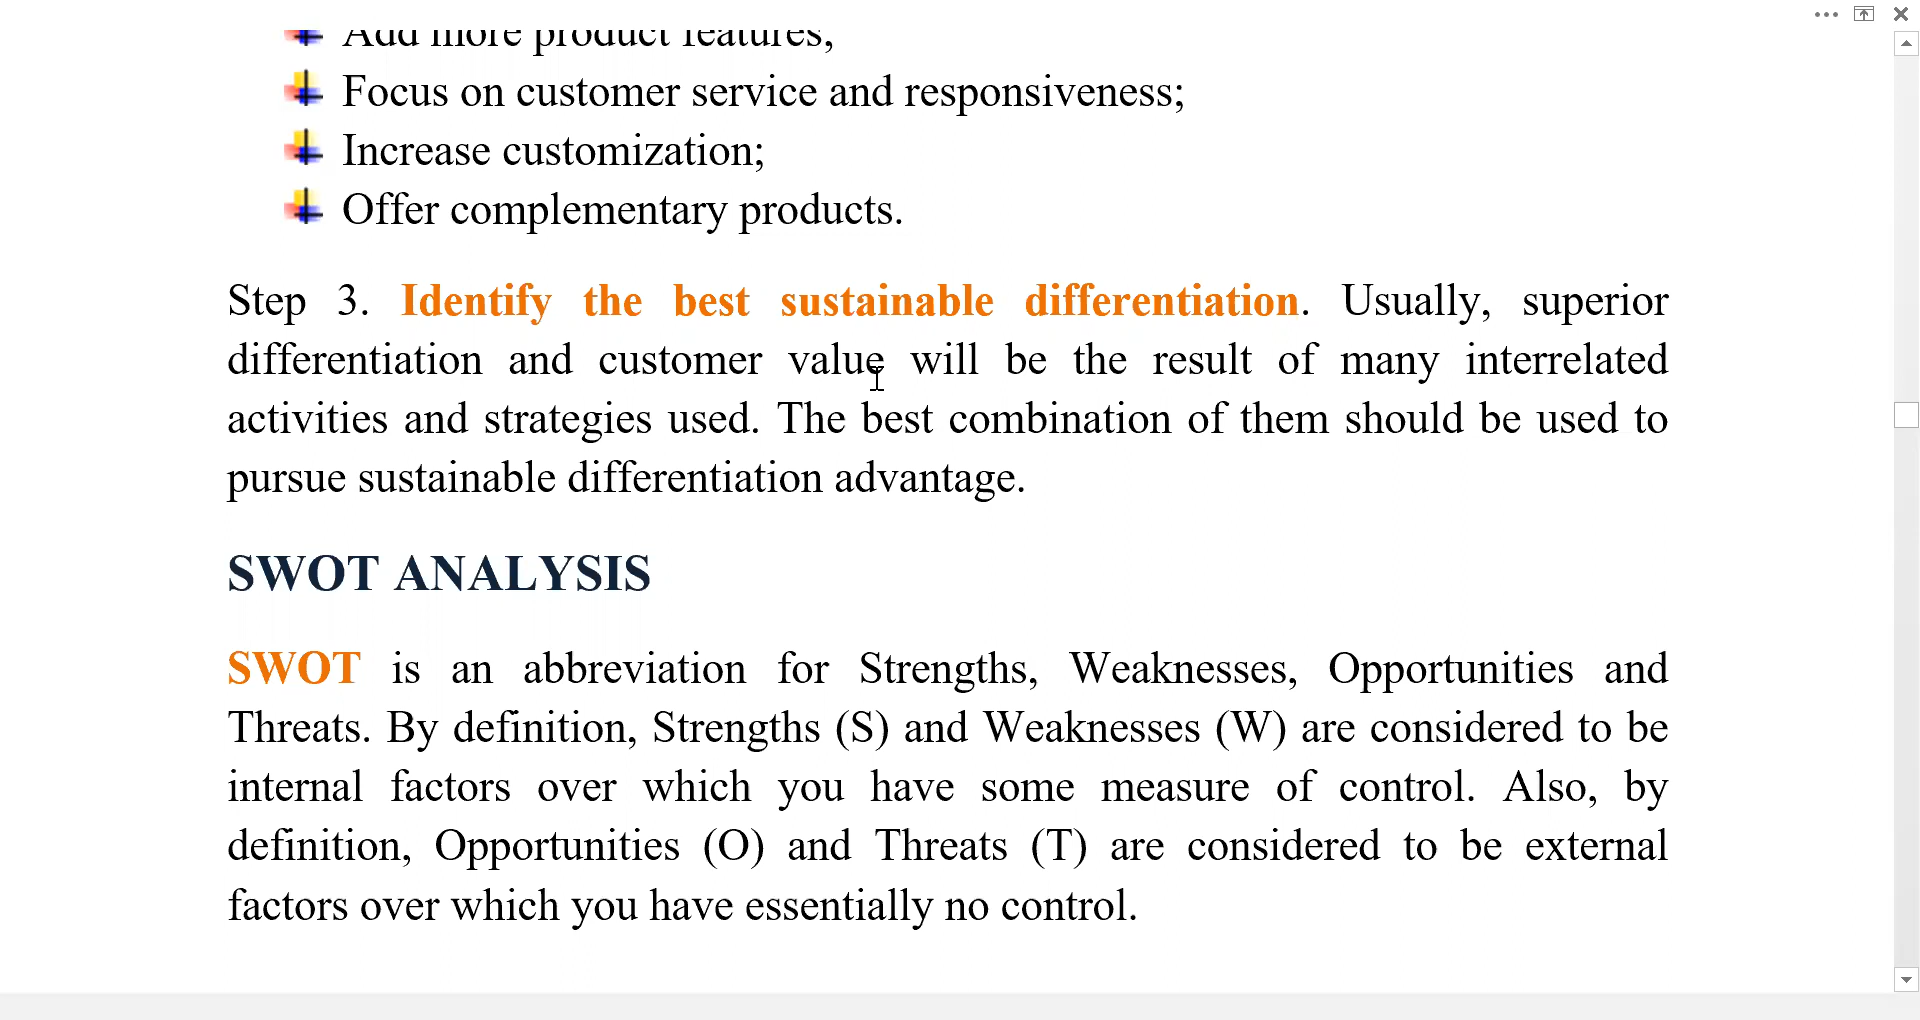 Add more product features;
Focus on customer service and responsiveness;
Increase customization;
Offer complementary products.
Step 3. Identify the best sustainable differentiation. Usually, superior
differentiation and customer value will be the result of many interrelated
activities and strategies used. The best combination of them should be used to
pursue sustainable differentiation advantage.
SWOT ANALYSIS
SWOT is an abbreviation for Strengths, Weaknesses, Opportunities and
Threats. By definition, Strengths (S) and Weaknesses (W) are considered to be
internal factors over which you have some measure of control. Also, by
definition, Opportunities (O) and Threats (T) are considered to be external
factors over which you have essentially no control.